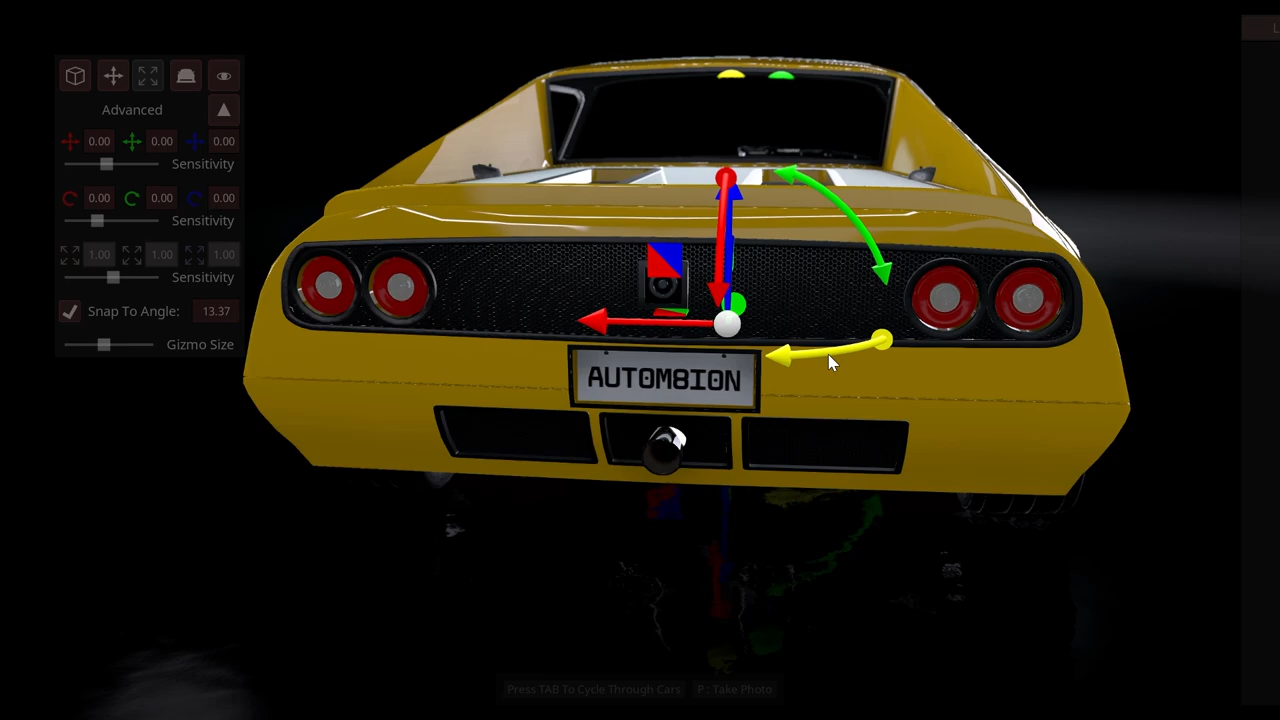 Advanced
0.00 0.00 0.00
Sensitivity
0.00 0.00 0.00
Sensitivity
1.00 1.00 1.00
Sensitivity
Snap To Angle: 13.37
Gizmo Size
AUTOM8ION
Press TAB To Cycle Through Cars P : Take Photo